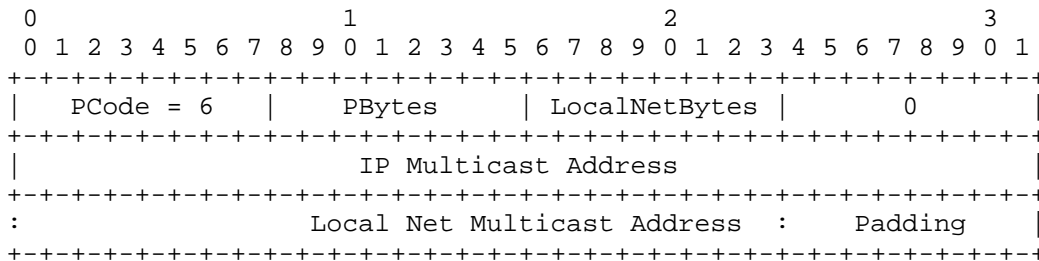 0                   1                   2                   3
 0 1 2 3 4 5 6 7 8 9 0 1 2 3 4 5 6 7 8 9 0 1 2 3 4 5 6 7 8 9 0 1
+-+-+-+-+-+-+-+-+-+-+-+-+-+-+-+-+-+-+-+-+-+-+-+-+-+-+-+-+-+-+-+-+
|   PCode = 6   |    PBytes     | LocalNetBytes |       0       |
+-+-+-+-+-+-+-+-+-+-+-+-+-+-+-+-+-+-+-+-+-+-+-+-+-+-+-+-+-+-+-+-+
|                     IP Multicast Address                      |
+-+-+-+-+-+-+-+-+-+-+-+-+-+-+-+-+-+-+-+-+-+-+-+-+-+-+-+-+-+-+-+-+
:                  Local Net Multicast Address  :    Padding    |
+-+-+-+-+-+-+-+-+-+-+-+-+-+-+-+-+-+-+-+-+-+-+-+-+-+-+-+-+-+-+-+-+